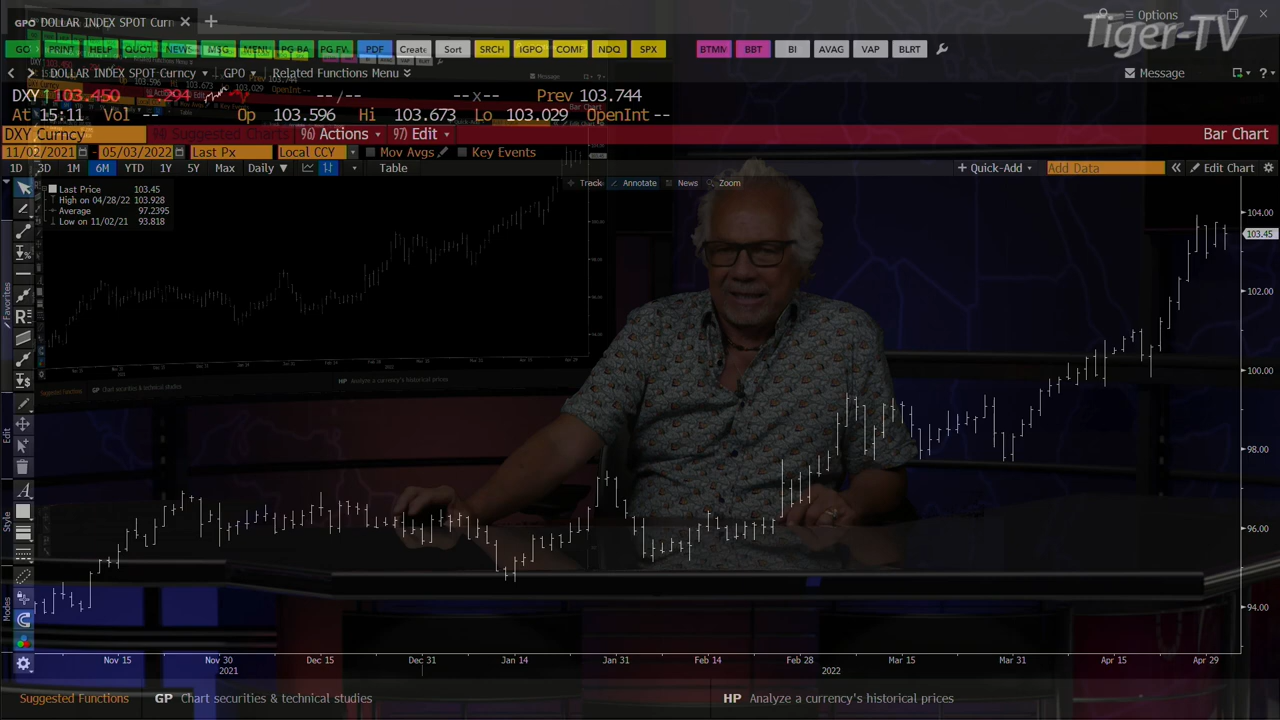 GPO DOLLAR INDEX SPOT Curn
Options
Tiger-TV
GO PRINT HELP QUOT NEWS MSG MENU PG BA PG FV PDF Create Sort SRCH iGPO COMP NDQ SPX BTMM BBT BI AVAG VAP BLRT
DOLLAR INDEX SPOT Curncy GPO Related Functions Menu Message
DXY 103.450 -.294 -- / -- -- x -- Prev 103.744
At 15:11 Vol -- Op 103.596 Hi 103.673 Lo 103.029 OpenInt --
DXY Curncy Suggested Charts 96) Actions 97) Edit Bar Chart
11/02/2021 - 05/03/2022 Last Px Local CCY Mov Avgs Key Events
1D 3D 1M 6M YTD 1Y 5Y Max Daily Table + Quick-Add Add Data Edit Chart
Track Annotate News Zoom
Last Price 103.45
High on 04/28/22 103.928
Average 97.2395
Low on 11/02/21 93.818
104.00
103.45
102.00
100.00
98.00
96.00
94.00
Favorites
Edit
Style
Modes
Nov 15 Nov 30 Dec 15 Dec 31 Jan 14 Jan 31 Feb 14 Feb 28 Mar 15 Mar 31 Apr 15 Apr 29
2021 2022
Suggested Functions GP Chart securities & technical studies HP Analyze a currency's historical prices